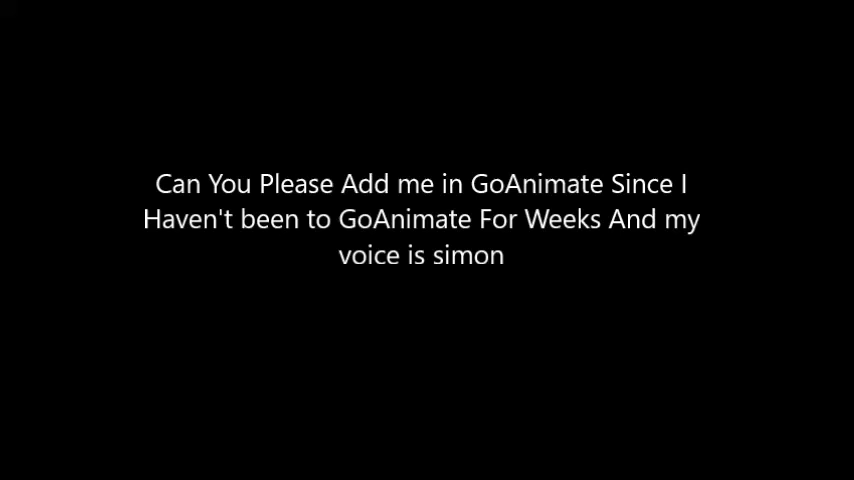 Can You Please Add me in GoAnimate Since I
Haven't been to GoAnimate For Weeks And my
voice is simon